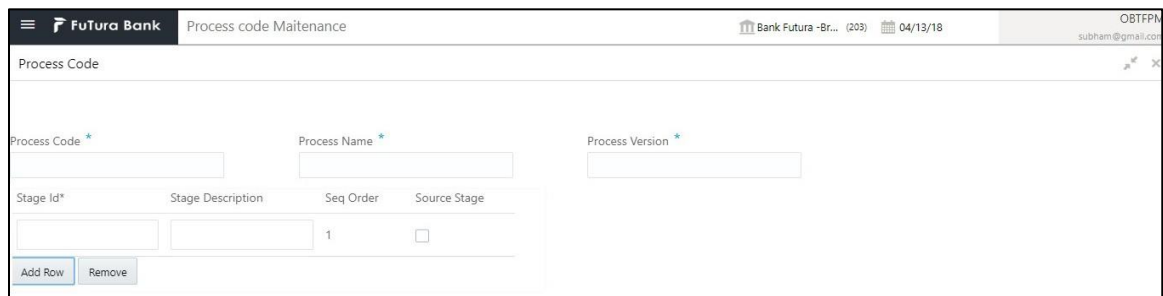 FuTura Bank Process code Maitenance Bank Futura -Br... (203) 04/13/18 OBTFPM
subham@gmail.com
Process Code
Process Code * Process Name * Process Version *
Stage Id* Stage Description Seq Order Source Stage
1
Add Row Remove